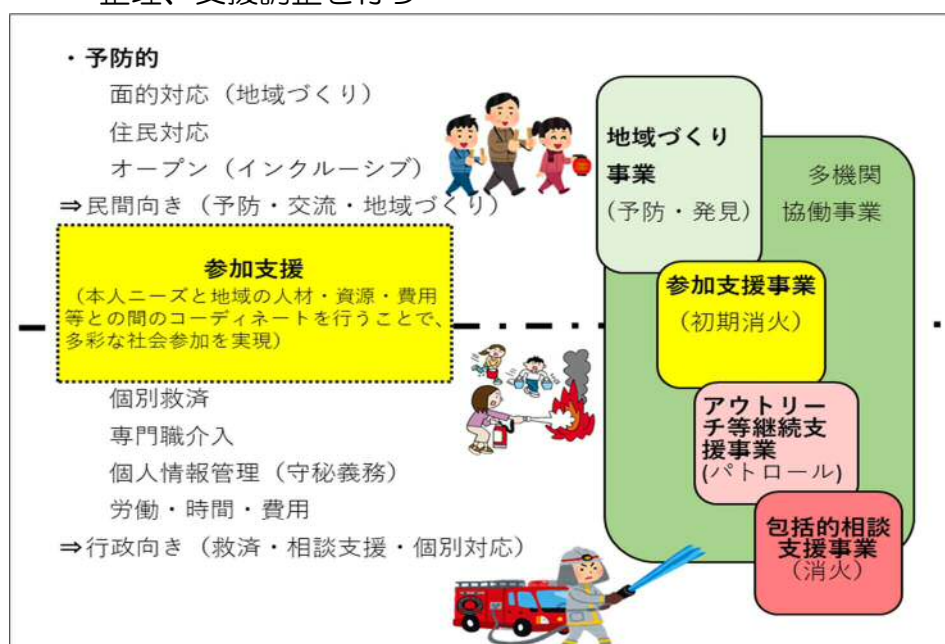 整理、支援調整を行う
・予防的
面的対応（地域づくり）
住民対応
オープン（インクルーシブ）
⇒民間向き（予防・交流・地域づくり）
参加支援
（本人ニーズと地域の人材・資源・費用
等との間のコーディネートを行うことで、
多彩な社会参加を実現）
個別救済
専門職介入
個人情報管理（守秘義務）
労働・時間・費用
⇒行政向き（救済・相談支援・個別対応）
地域づくり
事業
（予防・発見）
多機関
協働事業
参加支援事業
（初期消火）
アウトリー
チ等継続支
援事業
(パトロール)
包括的相談
支援事業
（消火）